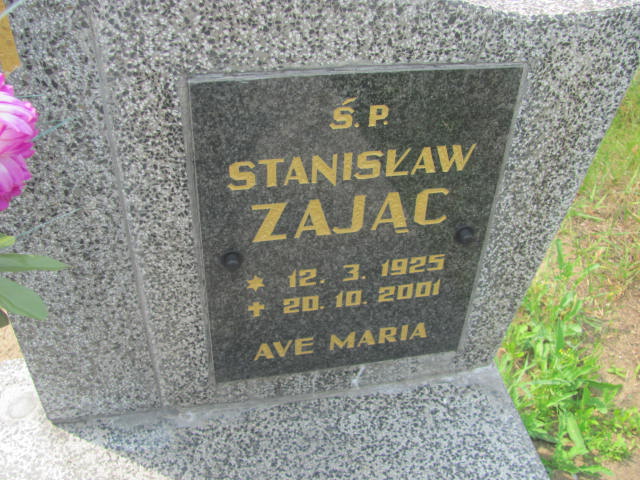 Ś.P.
STANISŁAW
ZAJĄC
* 12. 3. 1925
✝ 20. 10. 2001
AVE MARIA